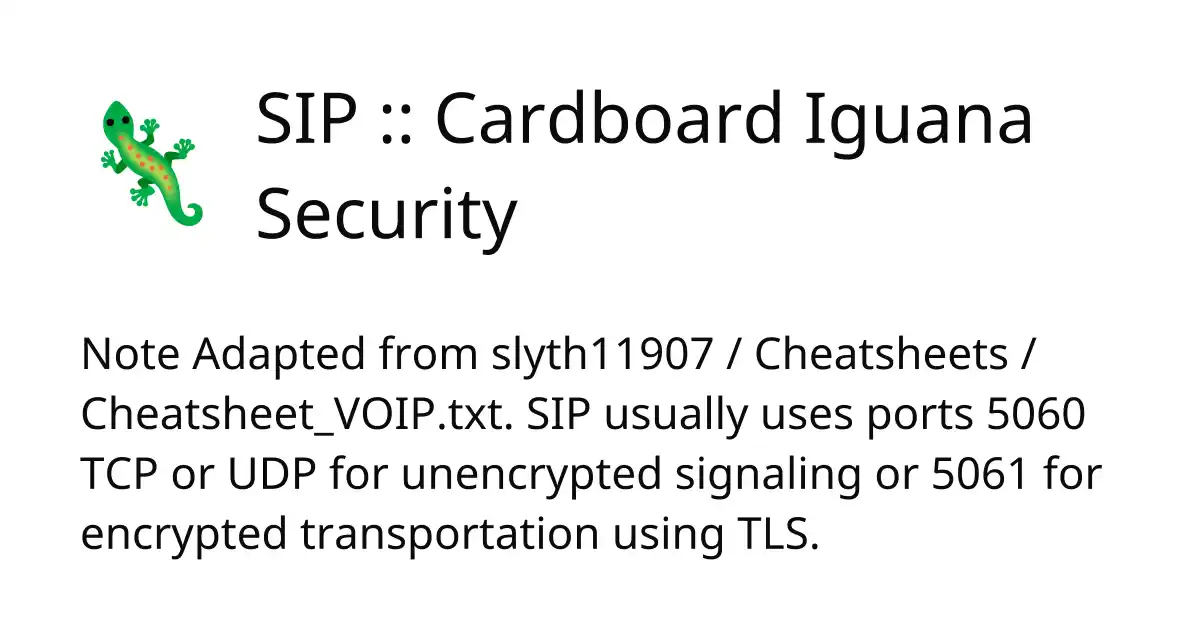 SIP :: Cardboard Iguana
Security
Note Adapted from slyth11907 / Cheatsheets /
Cheatsheet_VOIP.txt. SIP usually uses ports 5060
TCP or UDP for unencrypted signaling or 5061 for
encrypted transportation using TLS.